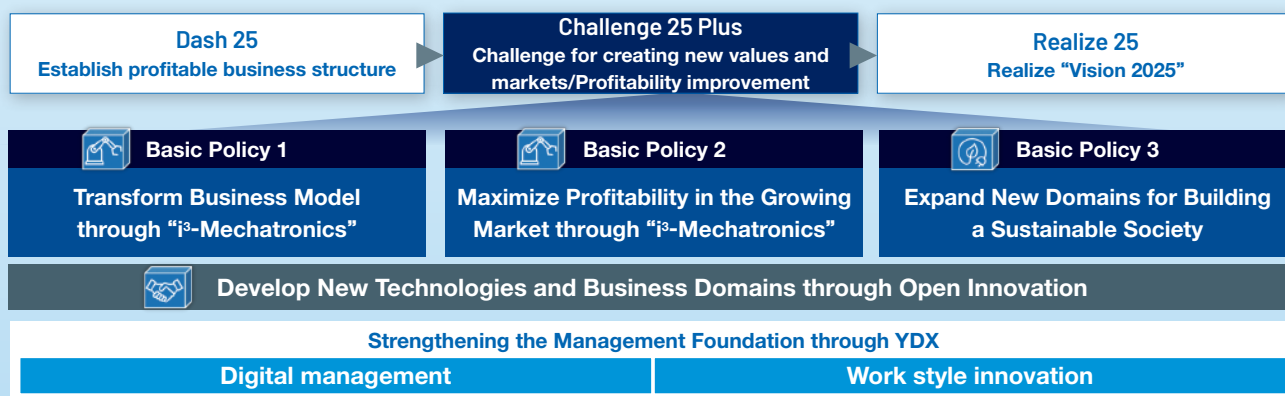 Dash 25
Establish profitable business structure
Challenge 25 Plus
Challenge for creating new values and
markets/Profitability improvement
Realize 25
Realize “Vision 2025”
Basic Policy 1
Transform Business Model
through “i³-Mechatronics”
Basic Policy 2
Maximize Profitability in the Growing
Market through “i³-Mechatronics”
Basic Policy 3
Expand New Domains for Building
a Sustainable Society
Develop New Technologies and Business Domains through Open Innovation
Strengthening the Management Foundation through YDX
Digital management
Work style innovation